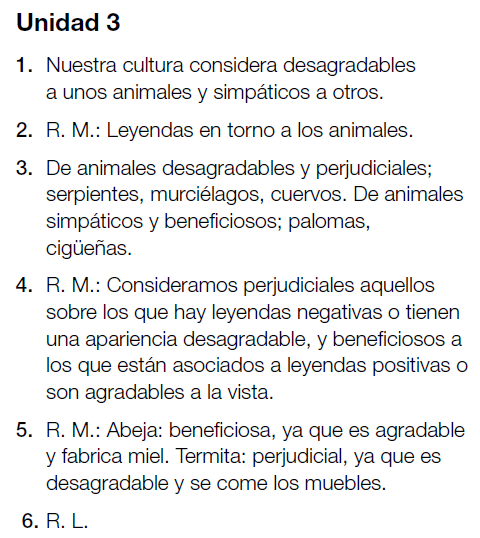 Unidad 3
1. Nuestra cultura considera desagradables
a unos animales y simpáticos a otros.
2. R. M.: Leyendas en torno a los animales.
3. De animales desagradables y perjudiciales;
serpientes, murciélagos, cuervos. De animales
simpáticos y beneficiosos; palomas,
cigüeñas.
4. R. M.: Consideramos perjudiciales aquellos
sobre los que hay leyendas negativas o tienen
una apariencia desagradable, y beneficiosos a
los que están asociados a leyendas positivas o
son agradables a la vista.
5. R. M.: Abeja: beneficiosa, ya que es agradable
y fabrica miel. Termita: perjudicial, ya que es
desagradable y se come los muebles.
6. R. L.